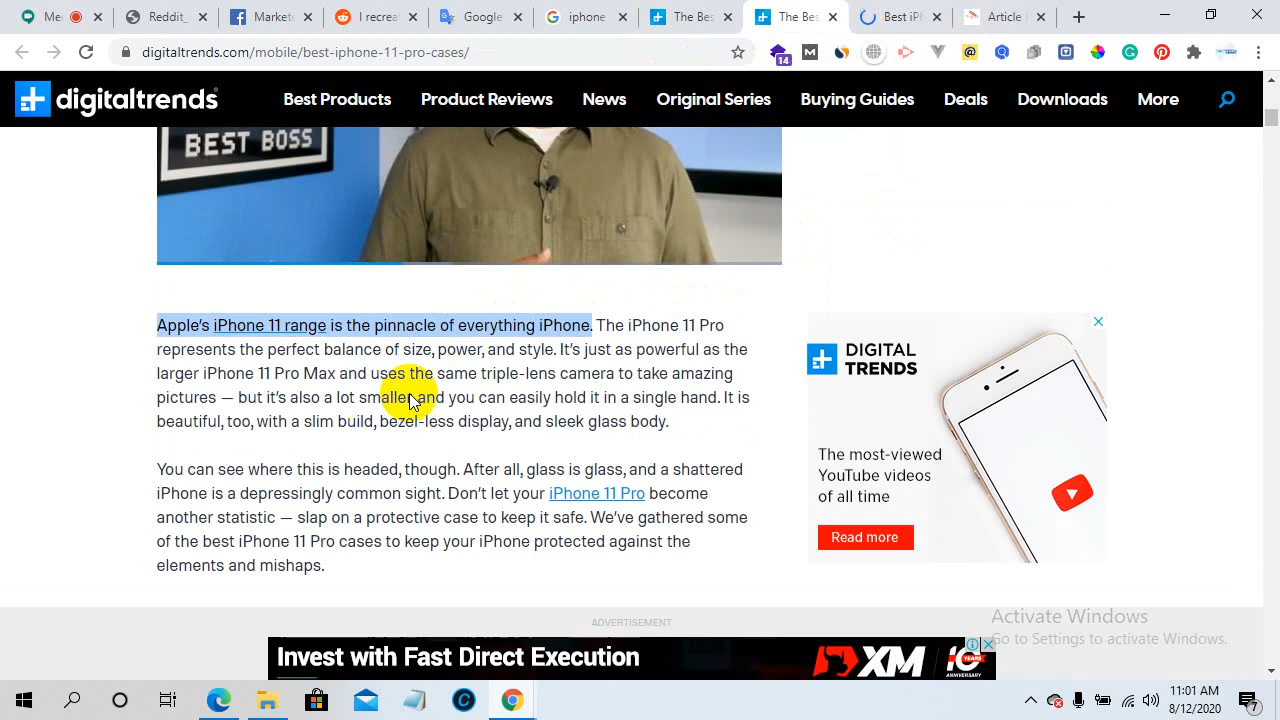 Me
Reddit_
Market
I recre
Google
iphone
The Bes
The Bes
Best iP
Article
digitaltrends.com/mobile/best-iphone-11-pro-cases/
14
digitaltrends
Best Products
Product Reviews
News
Original Series
Buying Guides
Deals
Downloads
More
BEST BOSS
Apple's iPhone 11 range is the pinnacle of everything iPhone. The iPhone 11 Pro
represents the perfect balance of size, power, and style. It's just as powerful as the
larger iPhone 11 Pro Max and uses the same triple-lens camera to take amazing
pictures — but it's also a lot smaller and you can easily hold it in a single hand. It is
beautiful, too, with a slim build, bezel-less display, and sleek glass body.
You can see where this is headed, though. After all, glass is glass, and a shattered
iPhone is a depressingly common sight. Don't let your iPhone 11 Pro become
another statistic — slap on a protective case to keep it safe. We've gathered some
of the best iPhone 11 Pro cases to keep your iPhone protected against the
elements and mishaps.
DIGITAL
TRENDS
The most-viewed
YouTube videos
of all time
Read more
Activate Windows
Go to Settings to activate Windows.
ADVERTISEMENT
Invest with Fast Direct Execution
XM
10
YEARS
ANNIVERSARY
11:01 AM
8/12/2020
7